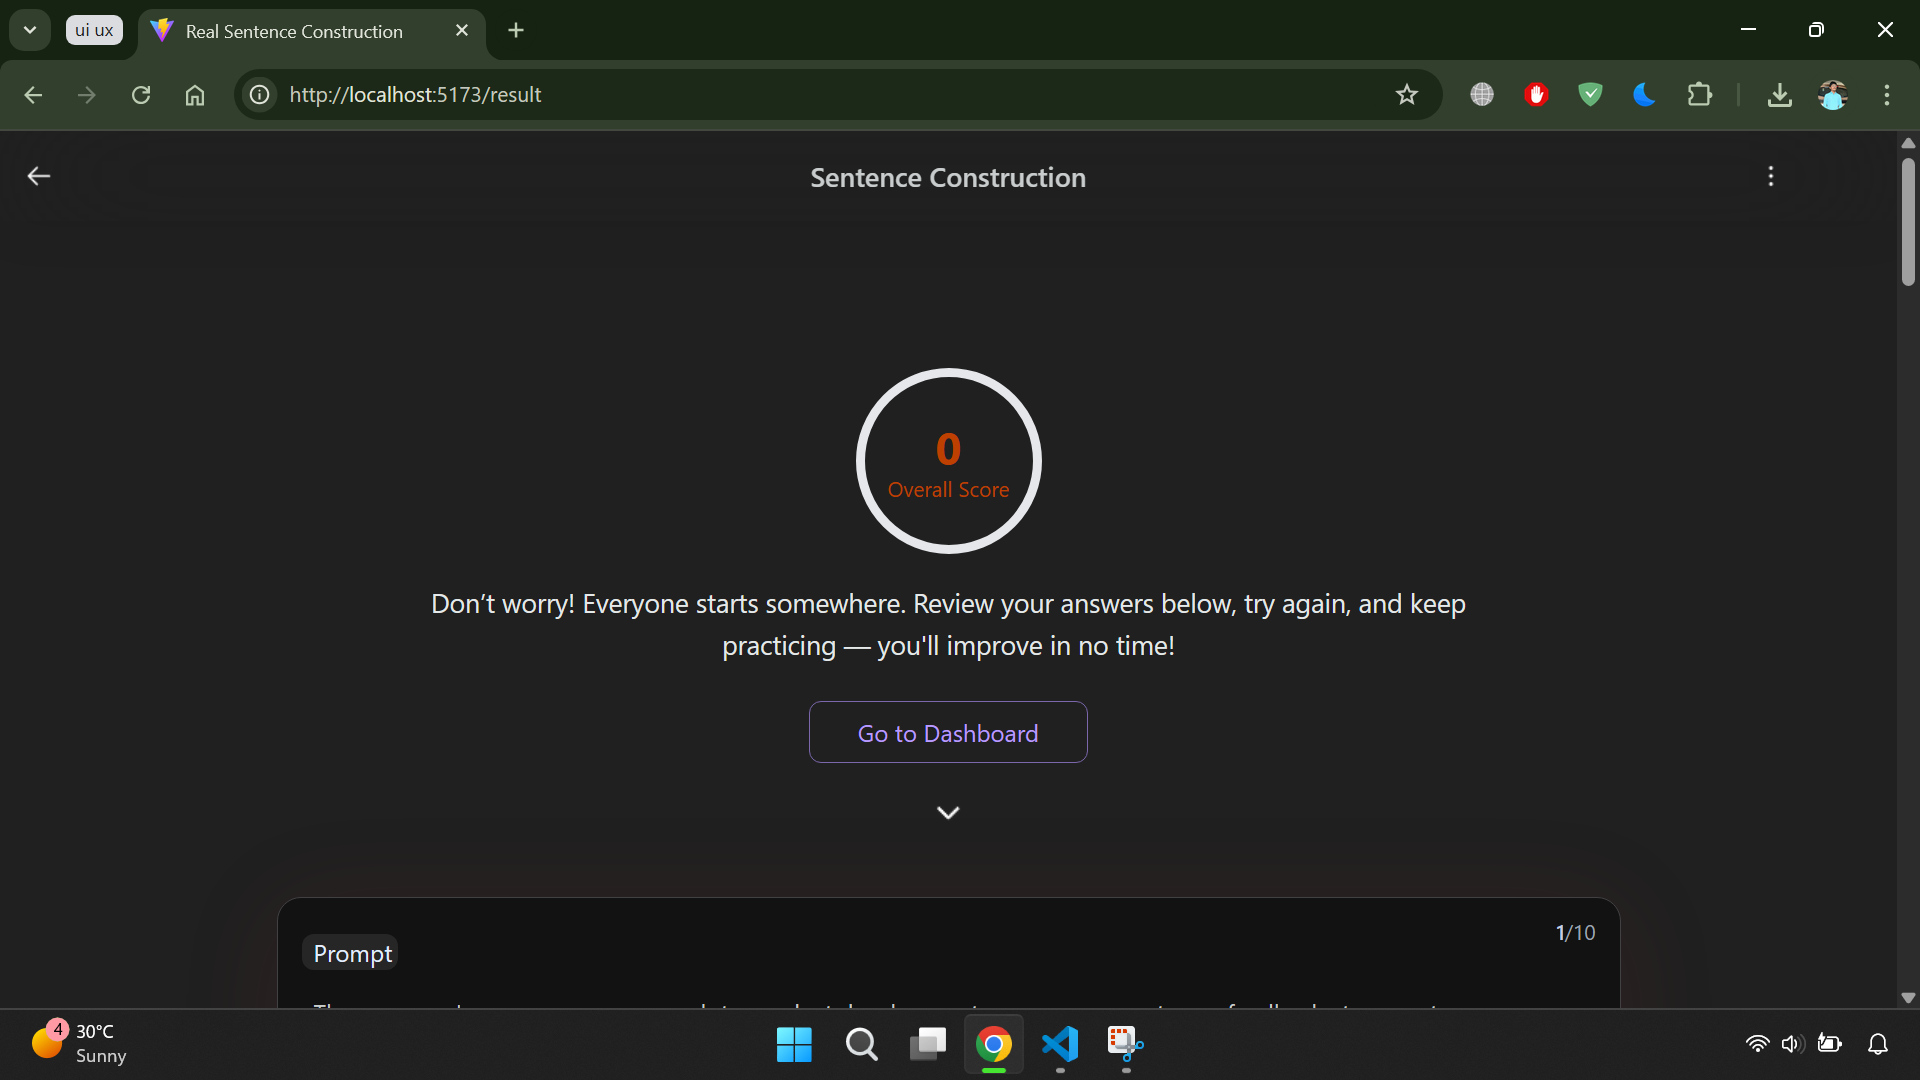 ui ux
Real Sentence Construction
http://localhost:5173/result
Sentence Construction
0
Overall Score
Don’t worry! Everyone starts somewhere. Review your answers below, try again, and keep
practicing — you'll improve in no time!
Go to Dashboard
1/10
Prompt
4
30°C
Sunny